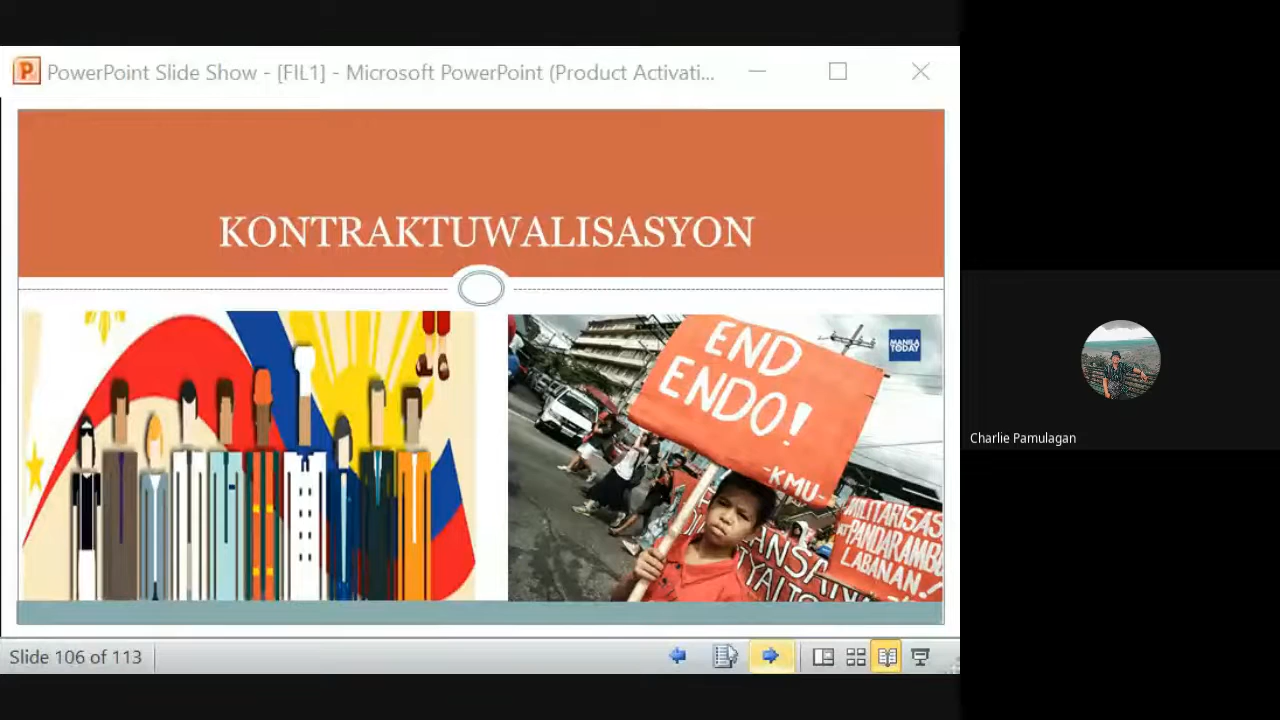 PowerPoint Slide Show - [FIL1] - Microsoft PowerPoint (Product Activati...
KONTRAKTUWALISASYON
END
ENDO!
-KMU-
MANILA
TODAY
MILITARISAS
AT PANDARAMBO
LABANAN!
Charlie Pamulagan
Slide 106 of 113